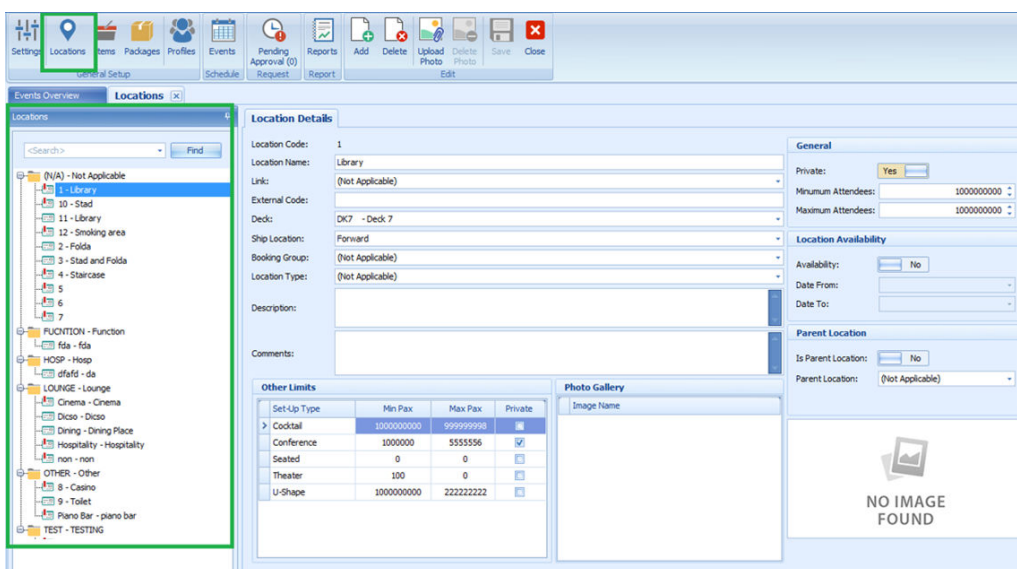 Settings Locations Items Packages Profiles Events Pending Approval (0) Reports Add Delete Upload Photo Delete Photo Save Close
General Setup Schedule Request Report Edit
Events Overview Locations
Locations
<Search> Find
(N/A) - Not Applicable
1 - Library
10 - Stad
11 - Library
12 - Smoking area
2 - Folda
3 - Stad and Folda
4 - Staircase
5
6
7
FUCNTION - Function
fda - fda
HOSP - Hosp
dfafd - da
LOUNGE - Lounge
Cinema - Cinema
Dicso - Dicso
Dining - Dining Place
Hospitality - Hospitality
non - non
OTHER - Other
8 - Casino
9 - Toilet
Piano Bar - piano bar
TEST - TESTING
Location Details
Location Code: 1
Location Name: Library
Link: (Not Applicable)
External Code:
Deck: DK7 - Deck 7
Ship Location: Forward
Booking Group: (Not Applicable)
Location Type: (Not Applicable)
Description:
Comments:
Other Limits
Set-Up Type Min Pax Max Pax Private
Cocktail 1000000000 999999998
Conference 1000000 5555556
Seated 0 0
Theater 100 0
U-Shape 1000000000 222222222
Photo Gallery
Image Name
General
Private: Yes
Minumum Attendees: 1000000000
Maximum Attendees: 1000000000
Location Availability
Availability: No
Date From:
Date To:
Parent Location
Is Parent Location: No
Parent Location: (Not Applicable)
NO IMAGE
FOUND